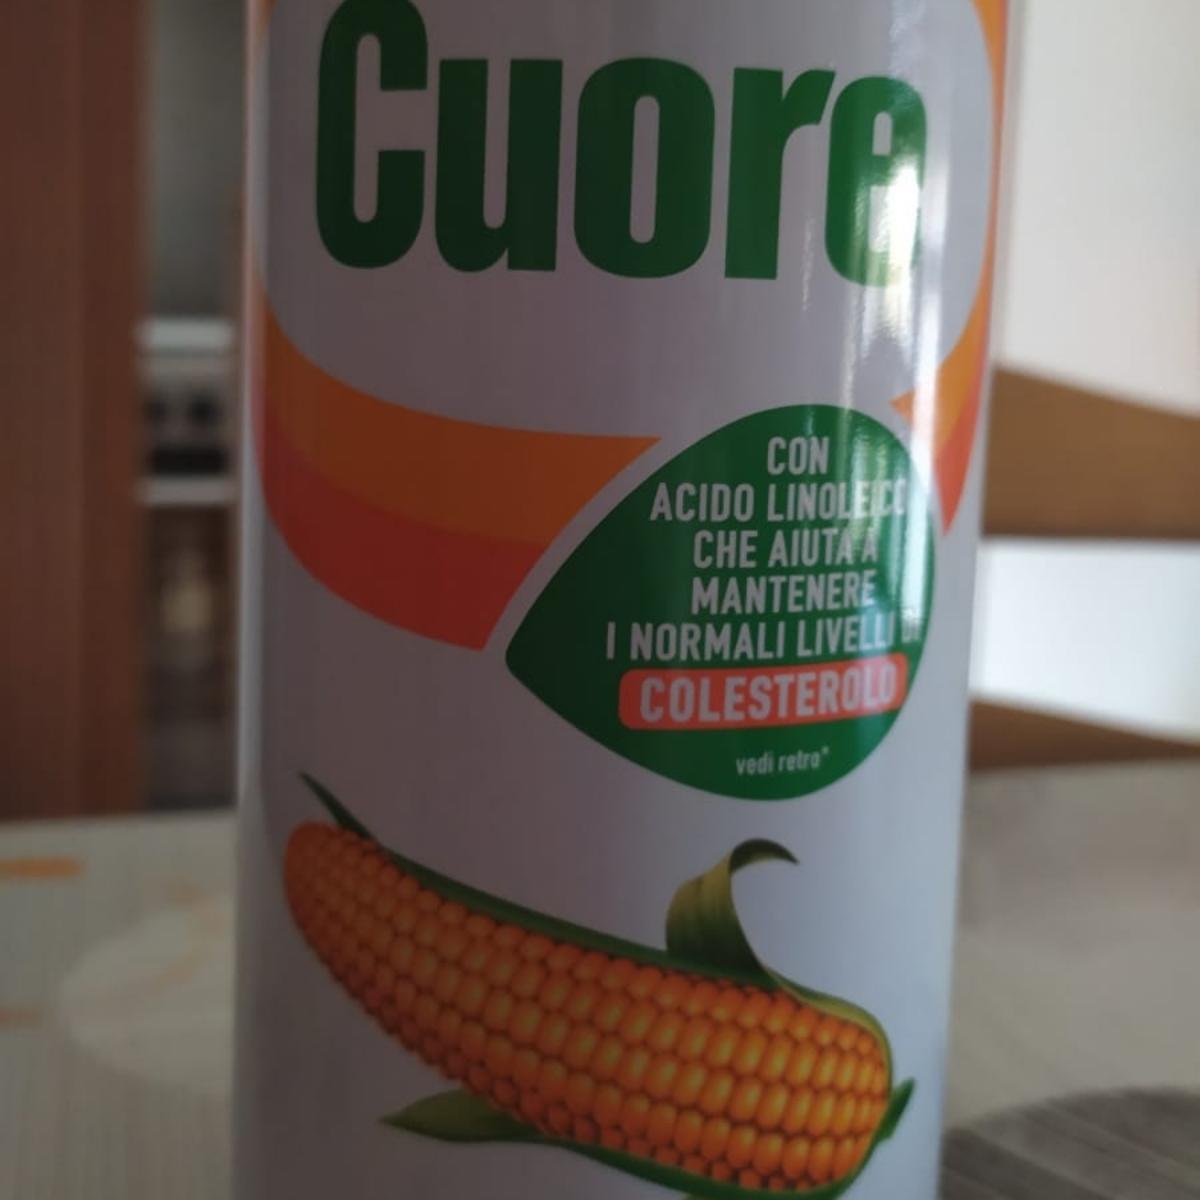 Cuore
CON
ACIDO LINOLEICO
CHE AIUTA A
MANTENERE
I NORMALI LIVELLI DI
COLESTEROLO
vedi retro*